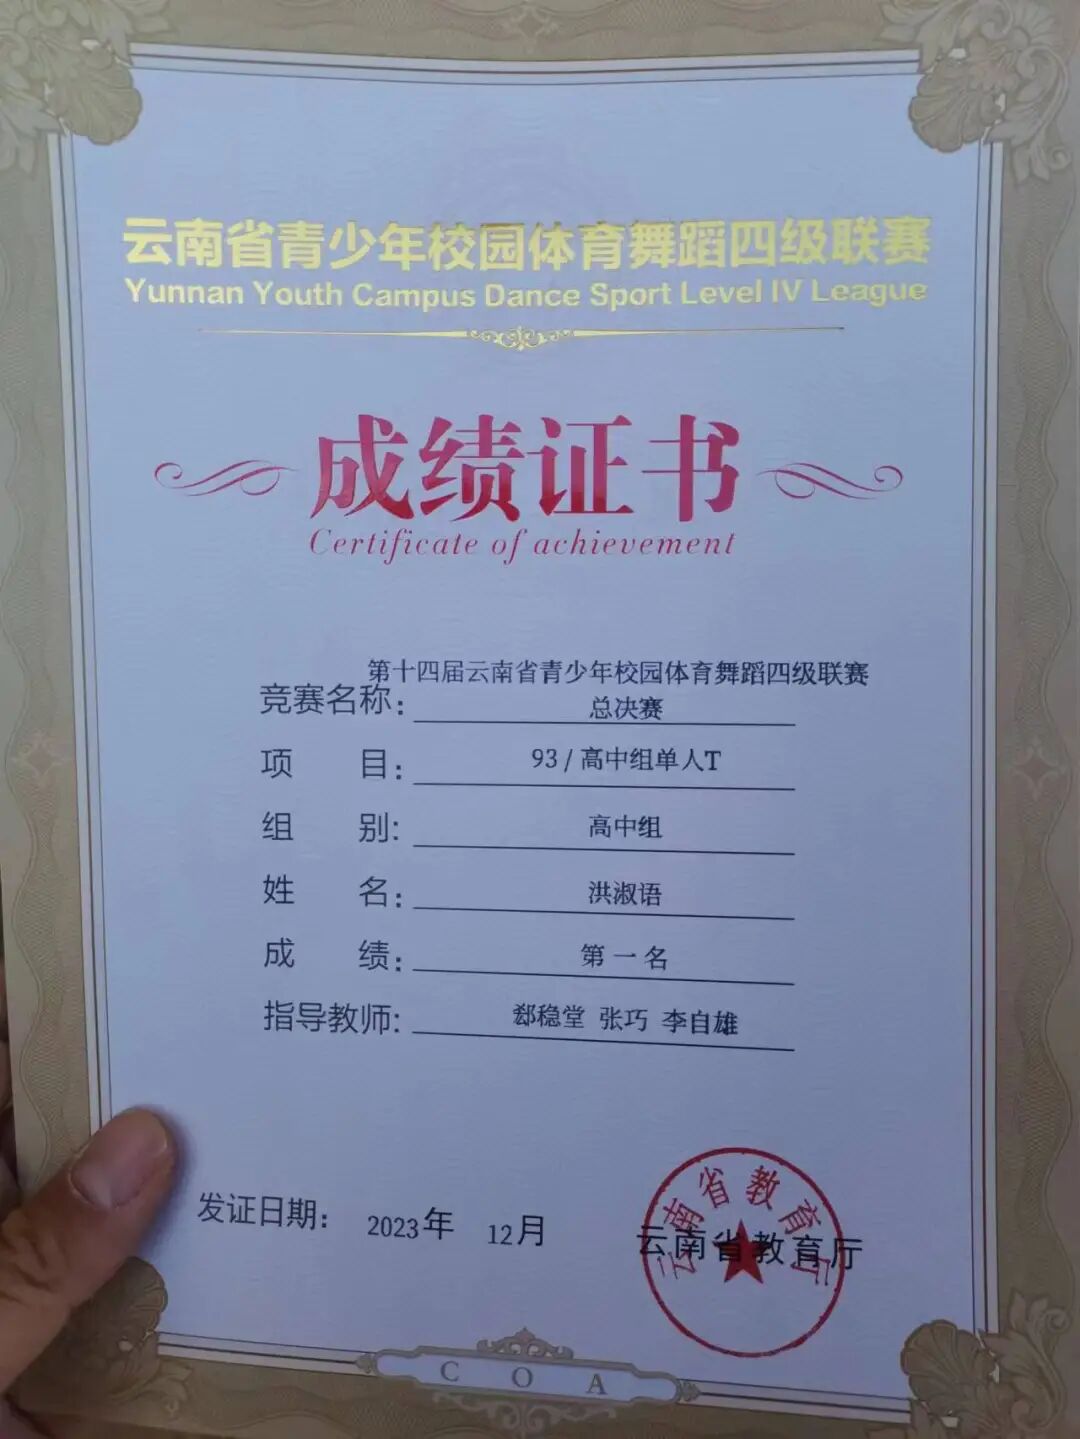 云南省青少年校园体育舞蹈四级联赛
Yunnan Youth Campus Dance Sport Level IV League
成绩证书
Certificate of achievement
第十四届云南省青少年校园体育舞蹈四级联赛
竞赛名称: 总决赛
项 目: 93 / 高中组单人T
组 别: 高中组
姓 名: 洪淑语
成 绩: 第一名
指导教师: 郄稳堂 张巧 李自雄
发证日期: 2023年 12月
云南省教育厅
云南省教育厅
C O A